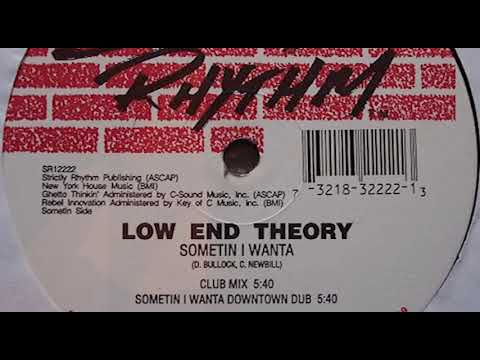 RHYTHM.
SR12222
Strictly Rhythm Publishing (ASCAP)
New York House Music (BMI)
Ghetto Thinkin' Administered by C-Sound Music, Inc. (ASCAP)
Rebel Innovation Administered by Key of C Music, Inc. (BMI)
Sometin Side
7 -3218-32222-1 3
LOW END THEORY
SOMETIN I WANTA
(D. BULLOCK, C. NEWBILL)
CLUB MIX 5:40
SOMETIN I WANTA DOWNTOWN DUB 5:40